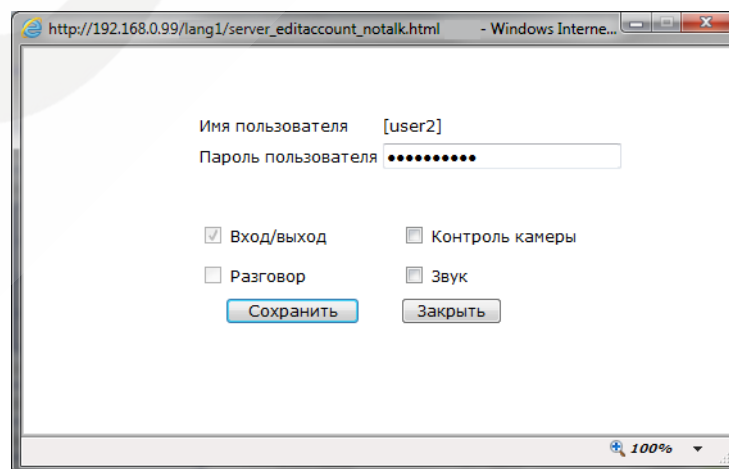 http://192.168.0.99/lang1/server_editaccount_notalk.html - Windows Interne...
Имя пользователя [user2]
Пароль пользователя ••••••••••
Вход/выход Контроль камеры
Разговор Звук
Сохранить Закрыть
100%